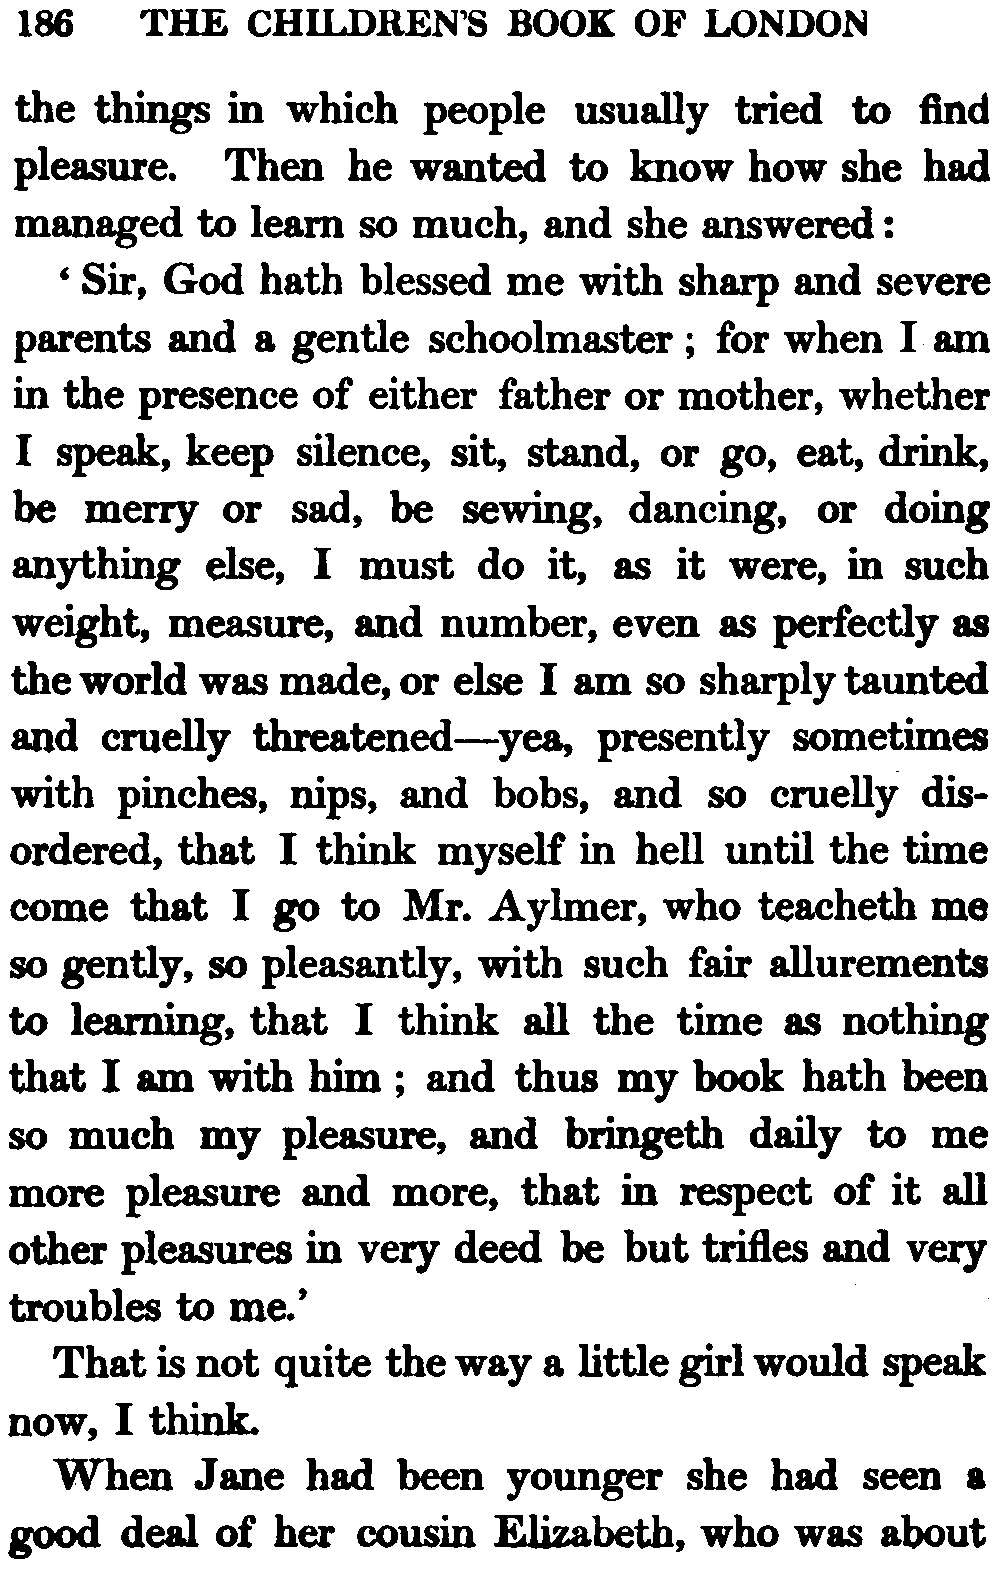 186 THE CHILDREN'S BOOK OF LONDON
the things in which people usually tried to find
pleasure. Then he wanted to know how she had
managed to learn so much, and she answered :
‘ Sir, God hath blessed me with sharp and severe
parents and a gentle schoolmaster ; for when I am
in the presence of either father or mother, whether
I speak, keep silence, sit, stand, or go, eat, drink,
be merry or sad, be sewing, dancing, or doing
anything else, I must do it, as it were, in such
weight, measure, and number, even as perfectly as
the world was made, or else I am so sharply taunted
and cruelly threatened—yea, presently sometimes
with pinches, nips, and bobs, and so cruelly dis-
ordered, that I think myself in hell until the time
come that I go to Mr. Aylmer, who teacheth me
so gently, so pleasantly, with such fair allurements
to learning, that I think all the time as nothing
that I am with him ; and thus my book hath been
so much my pleasure, and bringeth daily to me
more pleasure and more, that in respect of it all
other pleasures in very deed be but trifles and very
troubles to me.’
That is not quite the way a little girl would speak
now, I think.
When Jane had been younger she had seen a
good deal of her cousin Elizabeth, who was about